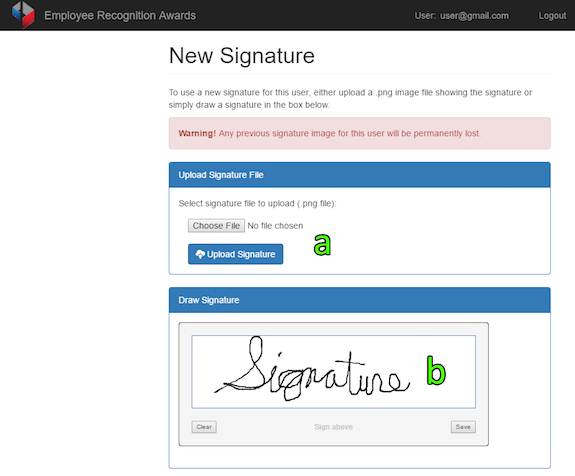 Employee Recognition Awards
User: user@gmail.com
Logout
New Signature
To use a new signature for this user, either upload a .png image file showing the signature or
simply draw a signature in the box below.
Warning! Any previous signature image for this user will be permanently lost.
Upload Signature File
Select signature file to upload (.png file):
Choose File No file chosen
Upload Signature
a
Draw Signature
Signature
b
Clear
Sign above
Save